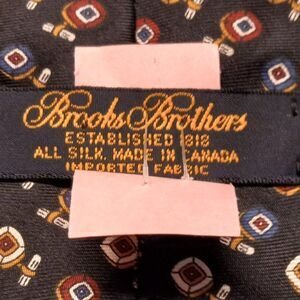 Brooks Brothers
ESTABLISHED 1818
ALL SILK. MADE IN CANADA
IMPORTED FABRIC